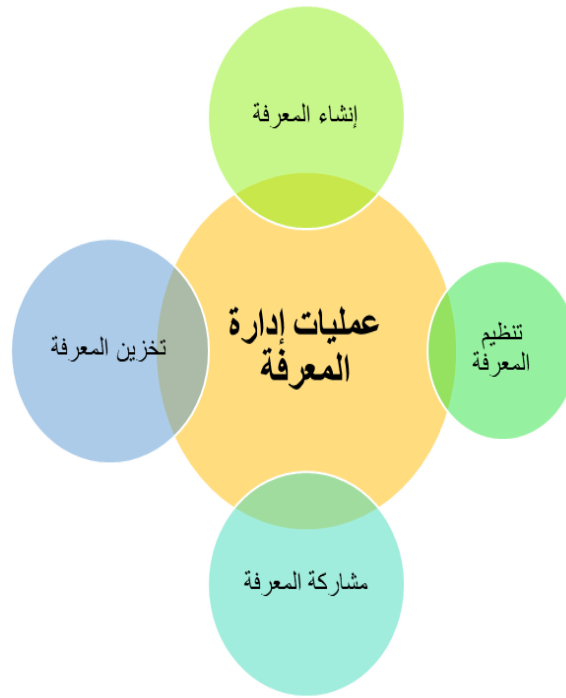 إنشاء المعرفة
عمليات إدارة
المعرفة
تنظيم
المعرفة
تخزين المعرفة
مشاركة المعرفة